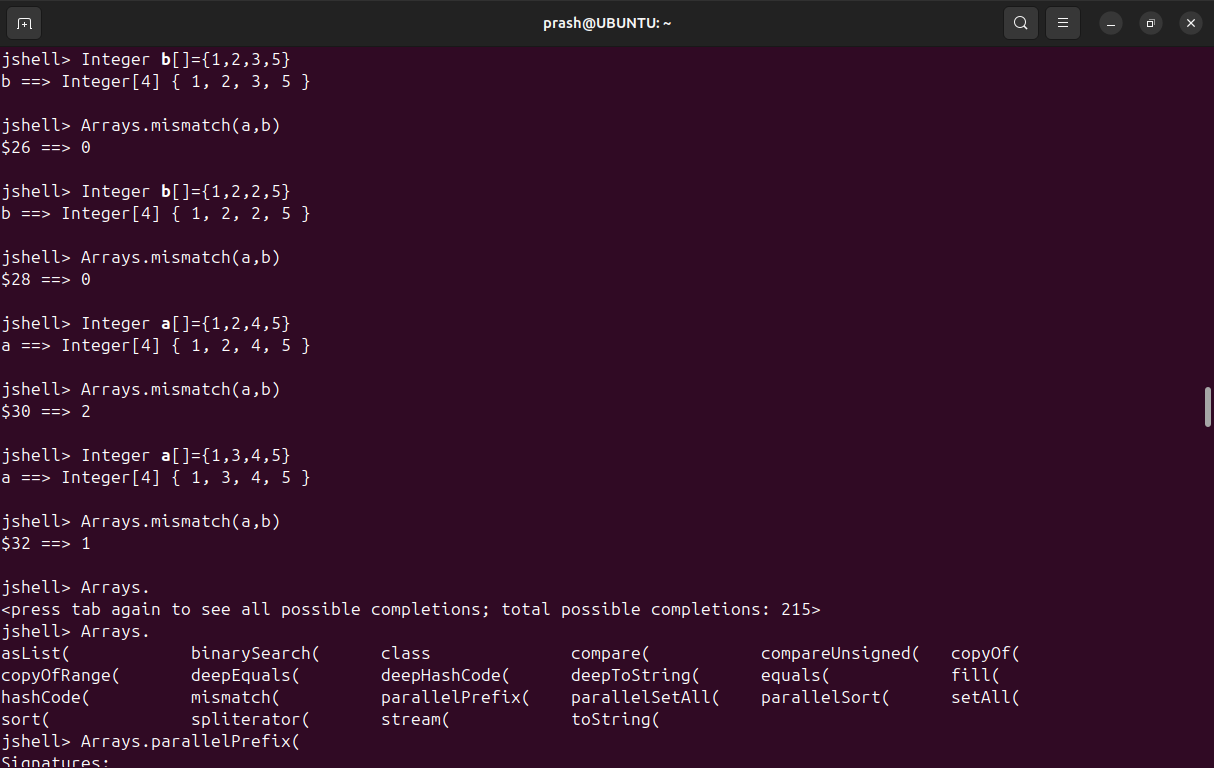 prash@UBUNTU: ~
jshell> Integer b[]={1,2,3,5}
b ==> Integer[4] { 1, 2, 3, 5 }
jshell> Arrays.mismatch(a,b)
$26 ==> 0
jshell> Integer b[]={1,2,2,5}
b ==> Integer[4] { 1, 2, 2, 5 }
jshell> Arrays.mismatch(a,b)
$28 ==> 0
jshell> Integer a[]={1,2,4,5}
a ==> Integer[4] { 1, 2, 4, 5 }
jshell> Arrays.mismatch(a,b)
$30 ==> 2
jshell> Integer a[]={1,3,4,5}
a ==> Integer[4] { 1, 3, 4, 5 }
jshell> Arrays.mismatch(a,b)
$32 ==> 1
jshell> Arrays.
<press tab again to see all possible completions; total possible completions: 215>
jshell> Arrays.
asList( binarySearch( class compare( compareUnsigned( copyOf(
copyOfRange( deepEquals( deepHashCode( deepToString( equals( fill(
hashCode( mismatch( parallelPrefix( parallelSetAll( parallelSort( setAll(
sort( spliterator( stream( toString(
jshell> Arrays.parallelPrefix(
Signatures: